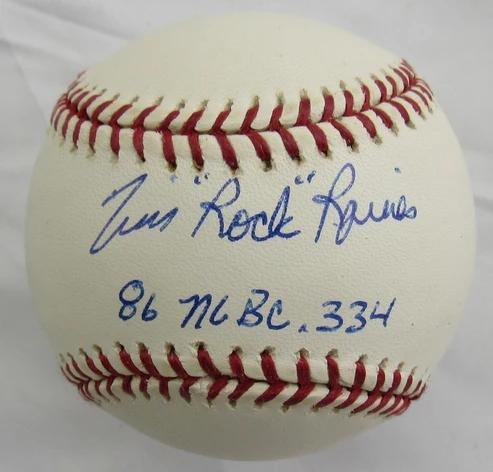 Tim "Rock" Raines
86 NL BC .334